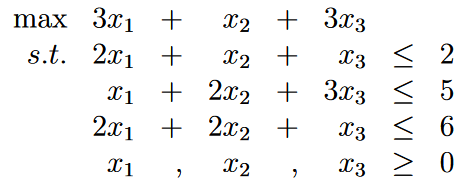 max 3x₁ + x₂ + 3x₃
s.t. 2x₁ + x₂ + x₃ ≤ 2
x₁ + 2x₂ + 3x₃ ≤ 5
2x₁ + 2x₂ + x₃ ≤ 6
x₁ , x₂ , x₃ ≥ 0